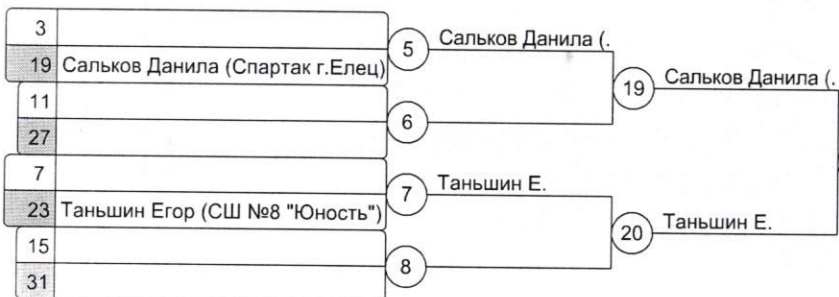 3
5
Сальков Данила (.
19 Сальков Данила (Спартак г.Елец)
19
Сальков Данила (.
11
6
27
7
7
Таньшин Е.
23 Таньшин Егор (СШ №8 "Юность")
20
Таньшин Е.
15
8
31